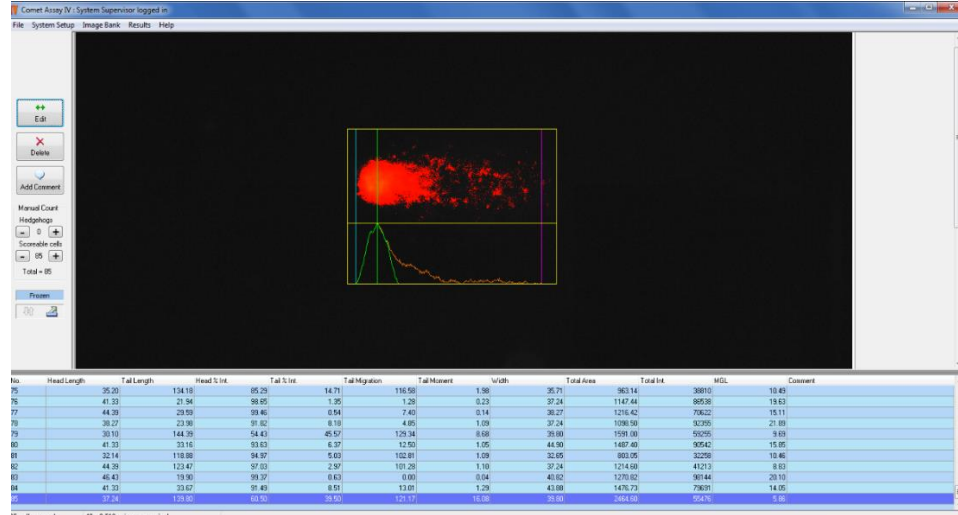 Comet Assay IV : System Supervisor logged in
File System Setup Image Bank Results Help
Edit
Delete
Add Comment
Manual Count
Hedgehogs
- 0 +
Scoreable cells
- 85 +
Total = 85
Frozen
No. Head Length Tail Length Head % Int. Tail % Int. Tail Migration Tail Moment Width Total Area Total Int. MGL Comment
75 35.20 134.18 85.29 14.71 116.58 1.98 35.71 963.14 38810 10.49
76 41.33 21.94 98.65 1.35 1.28 0.23 37.24 1147.44 88538 19.63
77 44.39 29.59 99.46 0.54 7.40 0.14 38.27 1216.42 70622 15.11
78 38.27 23.98 91.82 8.18 4.85 1.09 37.24 1098.50 92355 21.89
79 30.10 144.39 54.43 45.57 129.34 8.68 39.80 1591.00 59255 9.69
80 41.33 33.16 93.63 6.37 12.50 1.05 44.90 1487.40 90542 15.85
81 32.14 118.88 94.97 5.03 102.81 1.09 32.65 803.05 32258 10.46
82 44.39 123.47 97.03 2.97 101.28 1.10 37.24 1214.60 41213 8.83
83 46.43 19.90 99.37 0.63 0.00 0.04 40.82 1270.82 98144 20.10
84 41.33 33.67 91.49 8.51 13.01 1.29 43.88 1476.73 79691 14.05
85 37.24 139.80 60.50 39.50 121.17 16.08 39.80 2464.60 55476 5.86